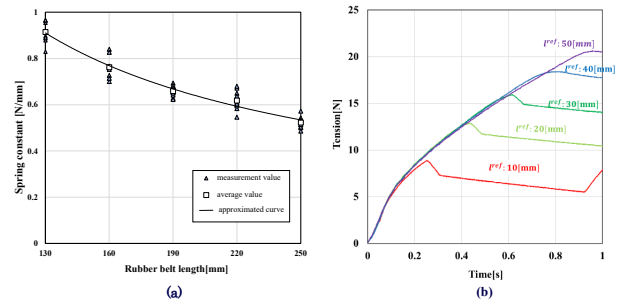 (a)
Spring constant [N/mm]
1
0.8
0.6
0.4
0.2
0
130
160
190
220
250
Rubber belt length[mm]
measurement value
average value
approximated curve
(a)
(b)
Tension[N]
25
20
15
10
5
0
0
0.2
0.4
0.6
0.8
1
Time[s]
l^ref: 50[mm]
l^ref: 40[mm]
l^ref: 30[mm]
l^ref: 20[mm]
l^ref: 10[mm]
(b)